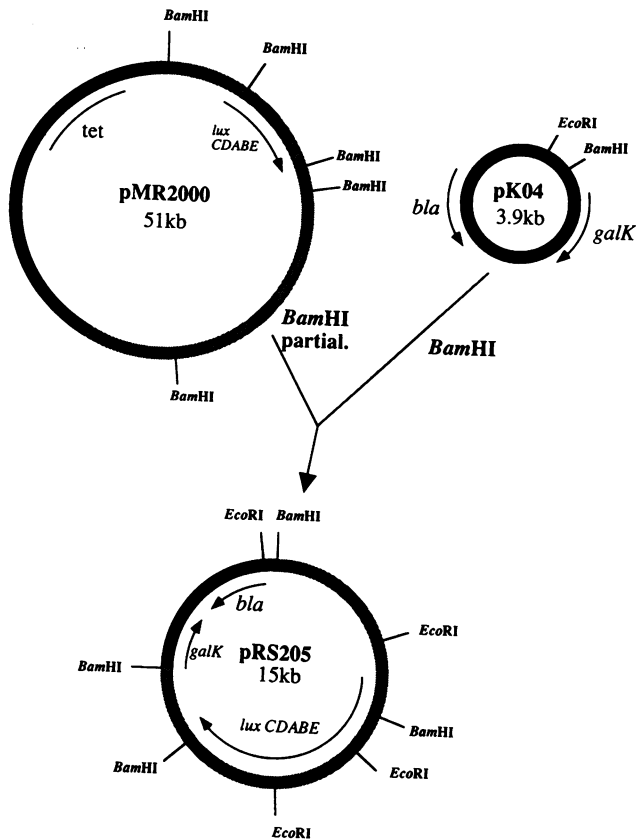 BamHI
BamHI
tet
lux
CDABE
BamHI
BamHI
pMR2000
51kb
BamHI
EcoRI
BamHI
pK04
3.9kb
bla
galK
BamHI
partial.
BamHI
EcoRI
BamHI
bla
galK
pRS205
15kb
EcoRI
BamHI
lux CDABE
BamHI
BamHI
EcoRI
EcoRI